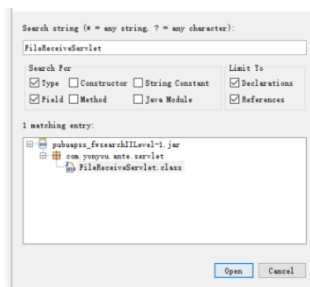 Search string (* = any string, ? = any character):
FileReceiveServlet
Search For
Limit To
Type Constructor String Constant
Declarations
Field Method Java Module
References
1 matching entry:
pubuapss_fwsearchIILevel-1.jar
com.yonyou.ante.servlet
FileReceiveServlet.class
Open Cancel